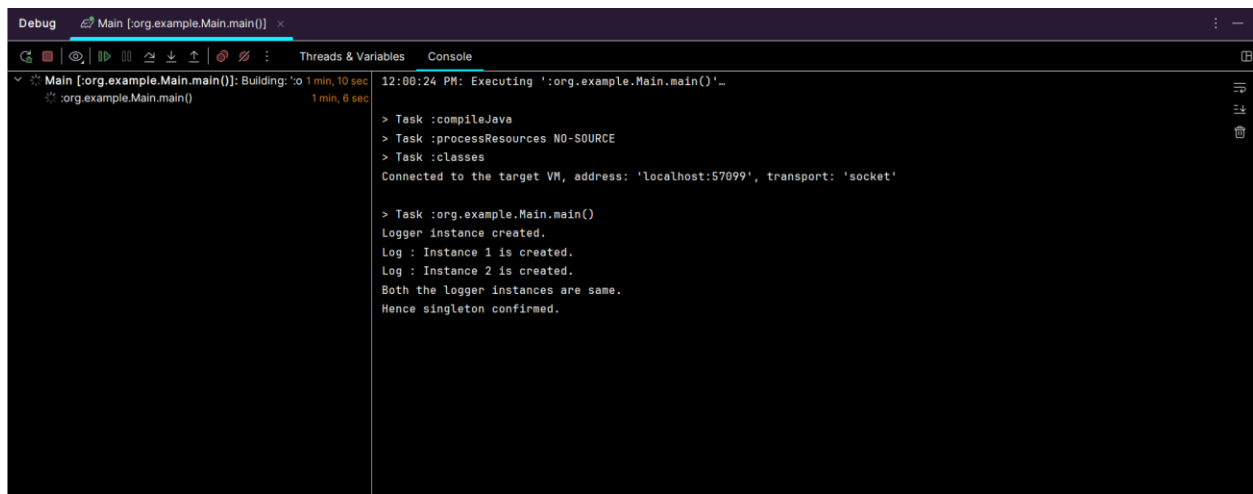 Debug Main [:org.example.Main.main()] ×
Threads & Variables Console
Main [:org.example.Main.main()]: Building: ':o 1 min, 10 sec
:org.example.Main.main() 1 min, 6 sec
12:00:24 PM: Executing ':org.example.Main.main()'…
> Task :compileJava
> Task :processResources NO-SOURCE
> Task :classes
Connected to the target VM, address: 'localhost:57099', transport: 'socket'
> Task :org.example.Main.main()
Logger instance created.
Log : Instance 1 is created.
Log : Instance 2 is created.
Both the logger instances are same.
Hence singleton confirmed.